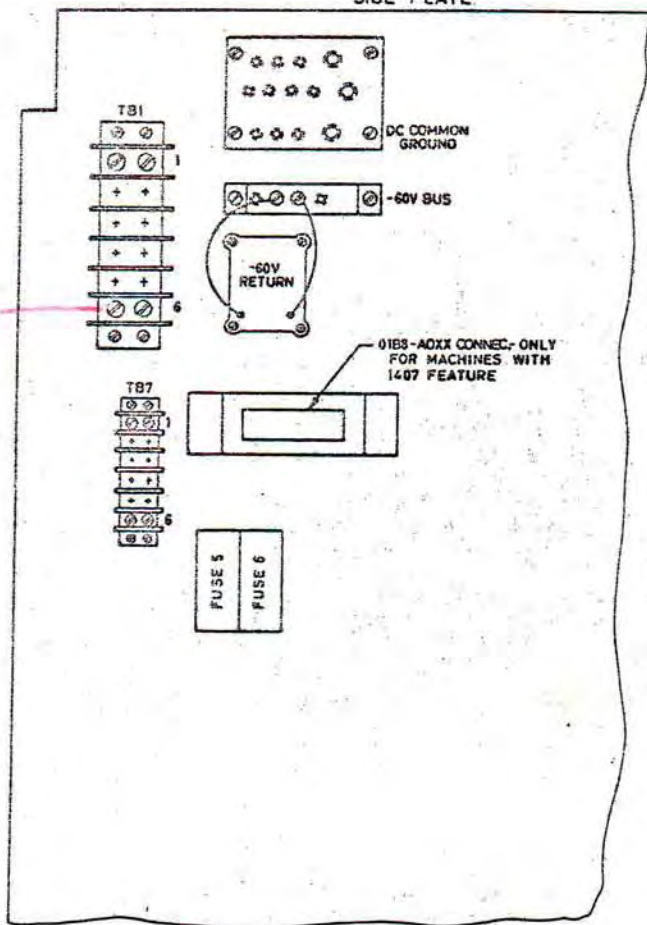 SIDE PLATE
TB1
1
DC COMMON
GROUND
-60V BUS
-60V
RETURN
6
01B3-A0XX CONNEC,- ONLY
FOR MACHINES WITH
1407 FEATURE
TB7
1
6
FUSE 5
FUSE 6